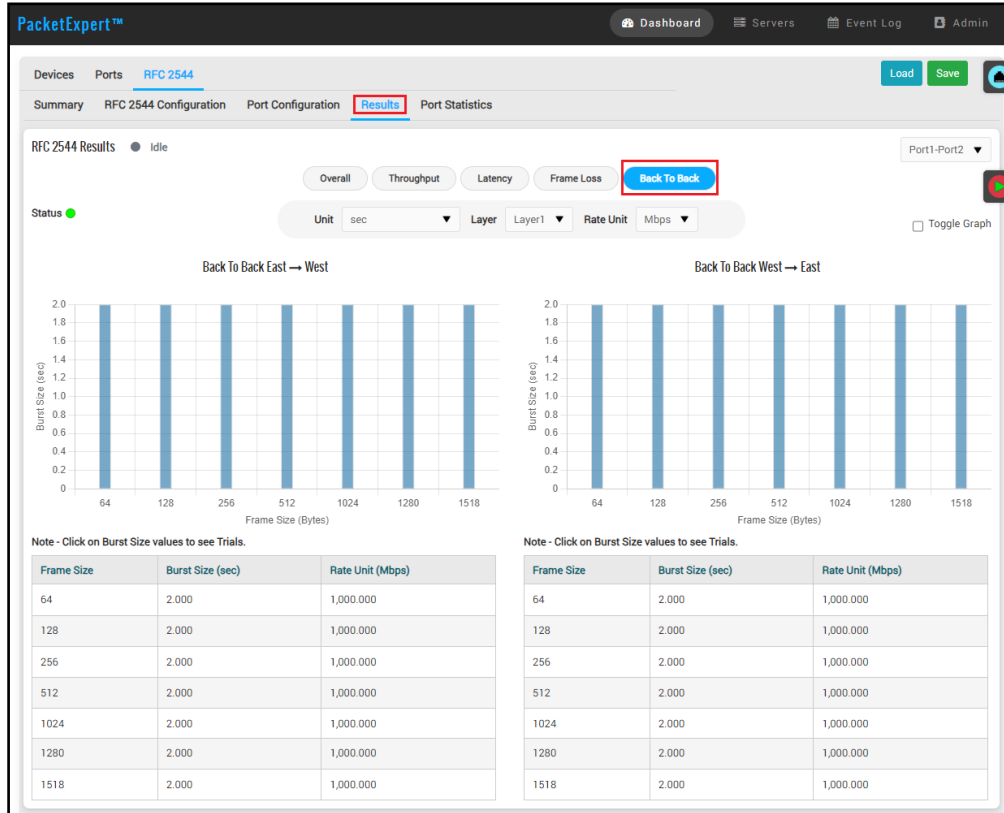 PacketExpert™ Dashboard Servers Event Log Admin
Devices Ports RFC 2544 Load Save
Summary RFC 2544 Configuration Port Configuration Results Port Statistics
RFC 2544 Results Idle Port1-Port2
Overall Throughput Latency Frame Loss Back To Back
Status Unit sec Layer Layer1 Rate Unit Mbps Toggle Graph
Back To Back East → West
2.0
1.8
1.6
1.4
1.2
1.0
0.8
0.6
0.4
0.2
0
Burst Size (sec)
64 128 256 512 1024 1280 1518
Frame Size (Bytes)
Back To Back West → East
2.0
1.8
1.6
1.4
1.2
1.0
0.8
0.6
0.4
0.2
0
Burst Size (sec)
64 128 256 512 1024 1280 1518
Frame Size (Bytes)
Note - Click on Burst Size values to see Trials.
Frame Size Burst Size (sec) Rate Unit (Mbps)
64 2.000 1,000.000
128 2.000 1,000.000
256 2.000 1,000.000
512 2.000 1,000.000
1024 2.000 1,000.000
1280 2.000 1,000.000
1518 2.000 1,000.000
Note - Click on Burst Size values to see Trials.
Frame Size Burst Size (sec) Rate Unit (Mbps)
64 2.000 1,000.000
128 2.000 1,000.000
256 2.000 1,000.000
512 2.000 1,000.000
1024 2.000 1,000.000
1280 2.000 1,000.000
1518 2.000 1,000.000